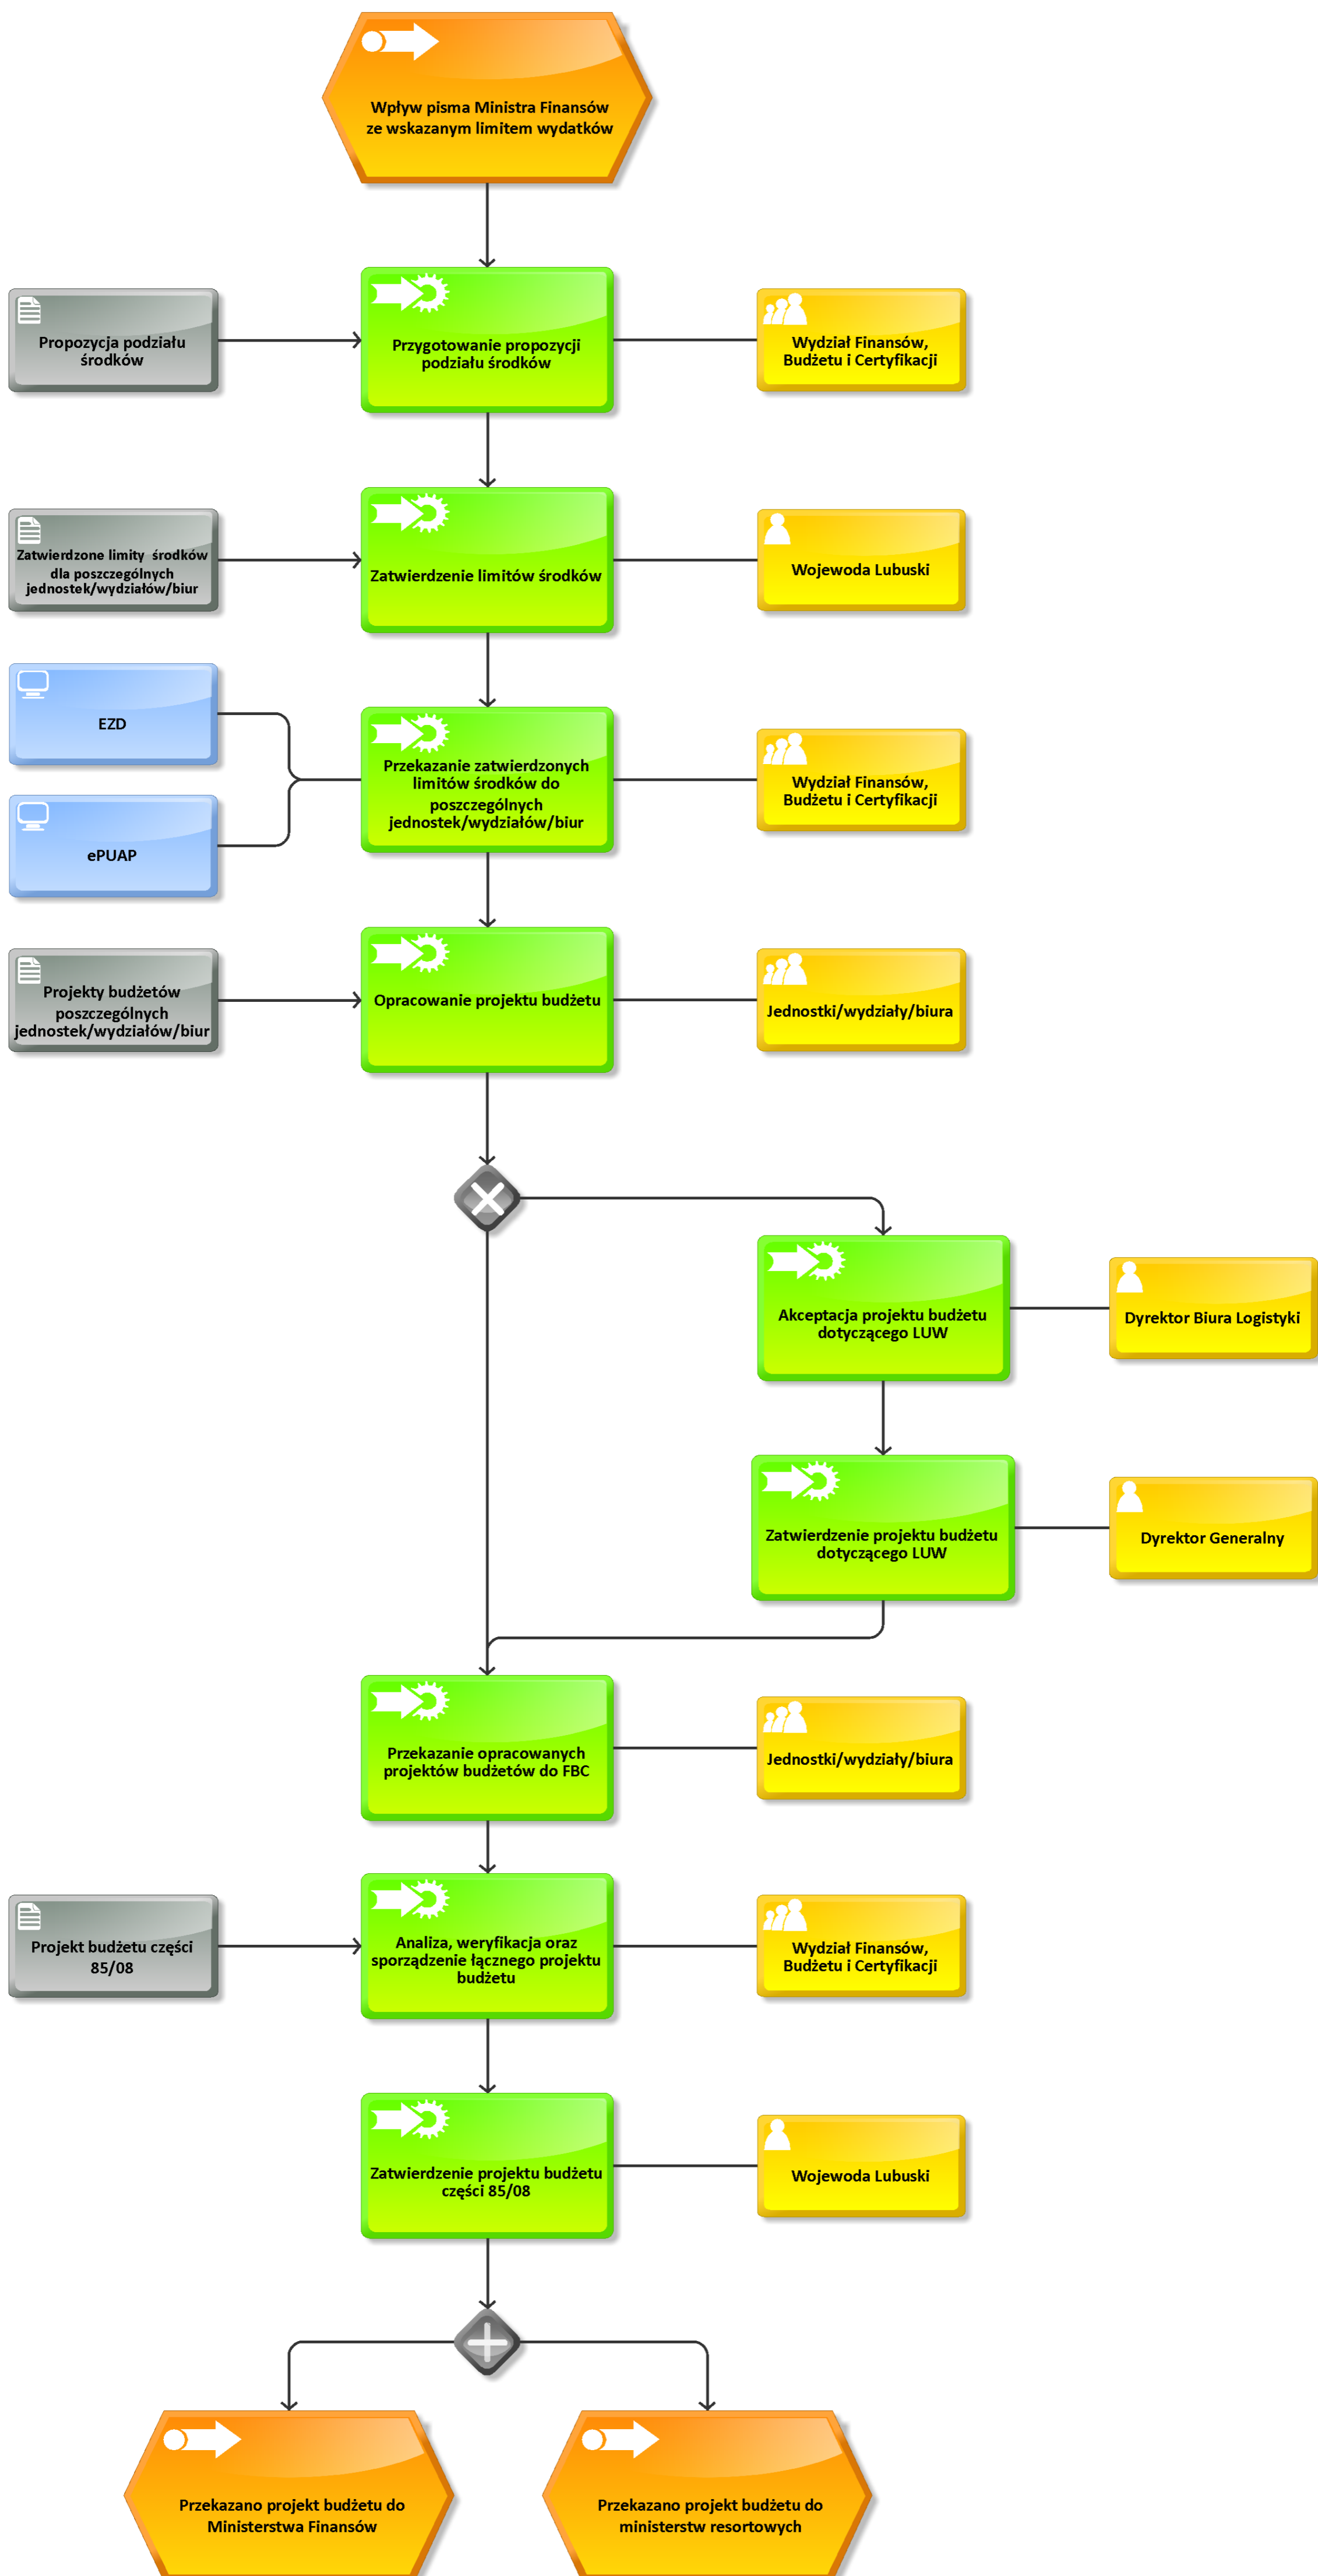 Wpływ pisma Ministra Finansów
ze wskazanym limitem wydatków
Propozycja podziału
środków
Przygotowanie propozycji
podziału środków
Wydział Finansów,
Budżetu i Certyfikacji
Zatwierdzone limity środków
dla poszczególnych
jednostek/wydziałów/biur
Zatwierdzenie limitów środków
Wojewoda Lubuski
EZD
ePUAP
Przekazanie zatwierdzonych
limitów środków do
poszczególnych
jednostek/wydziałów/biur
Wydział Finansów,
Budżetu i Certyfikacji
Projekty budżetów
poszczególnych
jednostek/wydziałów/biur
Opracowanie projektu budżetu
Jednostki/wydziały/biura
Akceptacja projektu budżetu
dotyczącego LUW
Dyrektor Biura Logistyki
Zatwierdzenie projektu budżetu
dotyczącego LUW
Dyrektor Generalny
Przekazanie opracowanych
projektów budżetów do FBC
Jednostki/wydziały/biura
Projekt budżetu części
85/08
Analiza, weryfikacja oraz
sporządzenie łącznego projektu
budżetu
Wydział Finansów,
Budżetu i Certyfikacji
Zatwierdzenie projektu budżetu
części 85/08
Wojewoda Lubuski
Przekazano projekt budżetu do
Ministerstwa Finansów
Przekazano projekt budżetu do
ministerstw resortowych